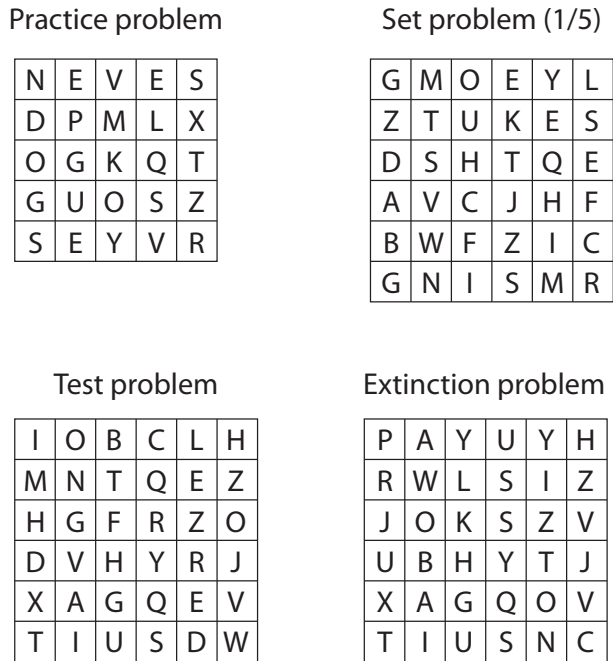 Practice problem
N E V E S
D P M L X
O G K Q T
G U O S Z
S E Y V R
Set problem (1/5)
G M O E Y L
Z T U K E S
D S H T Q E
A V C J H F
B W F Z I C
G N I S M R
Test problem
I O B C L H
M N T Q E Z
H G F R Z O
D V H Y R J
X A G Q E V
T I U S D W
Extinction problem
P A Y U Y H
R W L S I Z
J O K S Z V
U B H Y T J
X A G Q O V
T I U S N C